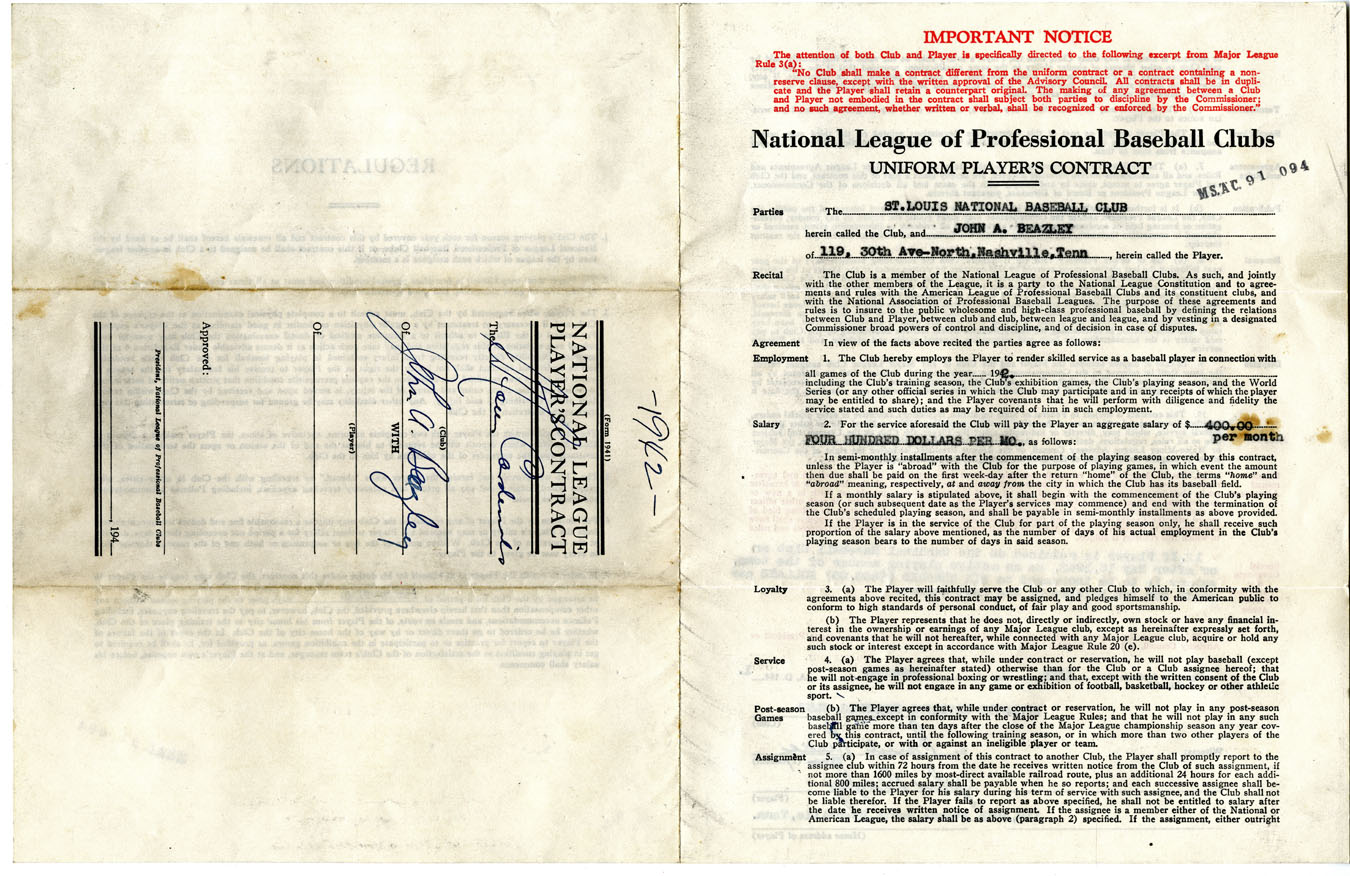 -1942-
(Form 1941)
NATIONAL LEAGUE
PLAYER'S CONTRACT
The
(Club)
WITH
Of John A. Beazley
(Player)
Of
Approved:
President, National League of Professional Baseball Clubs
, 194
REGULATIONS
IMPORTANT NOTICE
The attention of both Club and Player is specifically directed to the following excerpt from Major League
Rule 3(a):
"No Club shall make a contract different from the uniform contract or a contract containing a non-
reserve clause, except with the written approval of the Advisory Council. All contracts shall be in dupli-
cate and the Player shall retain a counterpart original. The making of any agreement between a Club
and Player not embodied in the contract shall subject both parties to discipline by the Commissioner;
and no such agreement, whether written or verbal, shall be recognized or enforced by the Commissioner."
National League of Professional Baseball Clubs
UNIFORM PLAYER'S CONTRACT
MS.AC. 91 094
Parties The ST.LOUIS NATIONAL BASEBALL CLUB
herein called the Club, and JOHN A. BEAZLEY
of 119, 30th Ave-North,Nashville,Tenn, herein called the Player.
Recital The Club is a member of the National League of Professional Baseball Clubs. As such, and jointly
with the other members of the League, it is a party to the National League Constitution and to agree-
ments and rules with the American League of Professional Baseball Clubs and its constituent clubs, and
with the National Association of Professional Baseball Leagues. The purpose of these agreements and
rules is to insure to the public wholesome and high-class professional baseball by defining the relations
between Club and Player, between club and club, between league and league, and by vesting in a designated
Commissioner broad powers of control and discipline, and of decision in case of disputes.
Agreement In view of the facts above recited the parties agree as follows:
Employment 1. The Club hereby employs the Player to render skilled service as a baseball player in connection with
all games of the Club during the year 1942.
including the Club's training season, the Club's exhibition games, the Club's playing season, and the World
Series (or any other official series in which the Club may participate and in any receipts of which the player
may be entitled to share); and the Player covenants that he will perform with diligence and fidelity the
service stated and such duties as may be required of him in such employment.
Salary 2. For the service aforesaid the Club will pay the Player an aggregate salary of $ 400.00
per month
FOUR HUNDRED DOLLARS PER MO., as follows:
In semi-monthly installments after the commencement of the playing season covered by this contract,
unless the Player is "abroad" with the Club for the purpose of playing games, in which event the amount
then due shall be paid on the first week-day after the return "home" of the Club, the terms "home" and
"abroad" meaning, respectively, at and away from the city in which the Club has its baseball field.
If a monthly salary is stipulated above, it shall begin with the commencement of the Club's playing
season (or such subsequent date as the Player's services may commence) and end with the termination of
the Club's scheduled playing season, and shall be payable in semi-monthly installments as above provided.
If the Player is in the service of the Club for part of the playing season only, he shall receive such
proportion of the salary above mentioned, as the number of days of his actual employment in the Club's
playing season bears to the number of days in said season.
Loyalty 3. (a) The Player will faithfully serve the Club or any other Club to which, in conformity with the
agreements above recited, this contract may be assigned, and pledges himself to the American public to
conform to high standards of personal conduct, of fair play and good sportsmanship.
(b) The Player represents that he does not, directly or indirectly, own stock or have any financial in-
terest in the ownership or earnings of any Major League club, except as hereinafter expressly set forth,
and covenants that he will not hereafter, while connected with any Major League club, acquire or hold any
such stock or interest except in accordance with Major League Rule 20 (e).
Service 4. (a) The Player agrees that, while under contract or reservation, he will not play baseball (except
post-season games as hereinafter stated) otherwise than for the Club or a Club assignee hereof; that
he will not engage in professional boxing or wrestling; and that, except with the written consent of the Club
or its assignee, he will not engage in any game or exhibition of football, basketball, hockey or other athletic
sport.
Post-season (b) The Player agrees that, while under contract or reservation, he will not play in any post-season
Games baseball games except in conformity with the Major League Rules; and that he will not play in any such
baseball game more than ten days after the close of the Major League championship season any year cov-
ered by this contract, until the following training season, or in which more than two other players of the
Club participate, or with or against an ineligible player or team.
Assignment 5. (a) In case of assignment of this contract to another Club, the Player shall promptly report to the
assignee club within 72 hours from the date he receives written notice from the Club of such assignment, if
not more than 1600 miles by most-direct available railroad route, plus an additional 24 hours for each addi-
tional 800 miles; accrued salary shall be payable when he so reports; and each successive assignee shall be-
come liable to the Player for his salary during his term of service with such assignee, and the Club shall not
be liable therefor. If the Player fails to report as above specified, he shall not be entitled to salary after
the date he receives written notice of assignment. If the assignee is a member either of the National or
American League, the salary shall be as above (paragraph 2) specified. If the assignment, either outright